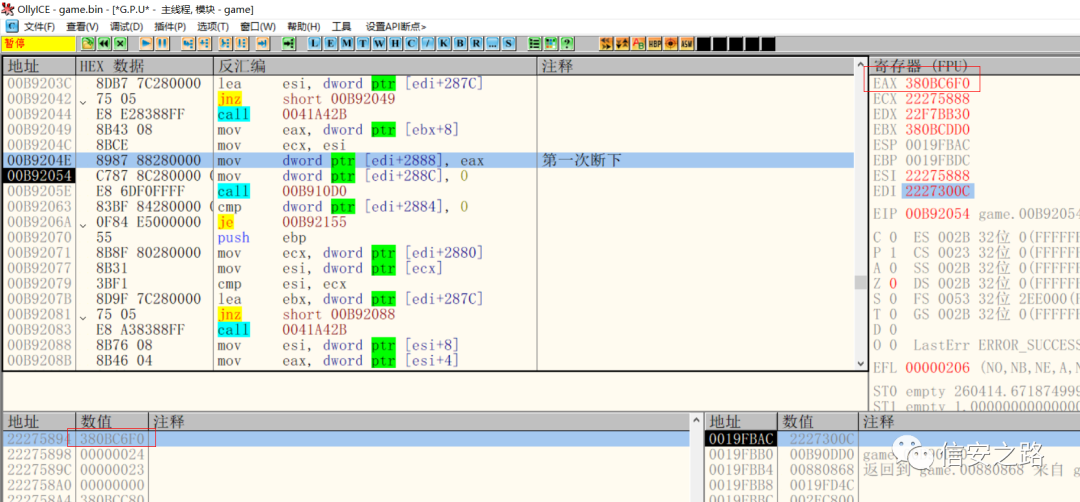 OllyICE - game.bin - [*G.P.U* - 主线程, 模块 - game]
C 文件(F) 查看(V) 调试(D) 插件(P) 选项(T) 窗口(W) 帮助(H) 工具 设置API断点>
暂停 L E M T W H C / K B R ... S ?
地址 HEX 数据 反汇编 注释 寄存器 (FPU)
00B9203C 8DB7 7C280000 lea esi, dword ptr [edi+287C]
00B92042 75 05 jnz short 00B92049
00B92044 E8 E28388FF call 0041A42B
00B92049 8B43 08 mov eax, dword ptr [ebx+8]
00B9204C 8BCE mov ecx, esi
00B9204E 8987 88280000 mov dword ptr [edi+2888], eax 第一次断下
00B92054 C787 8C280000 mov dword ptr [edi+288C], 0
00B9205E E8 6DF0FFFF call 00B910D0
00B92063 83BF 84280000 cmp dword ptr [edi+2884], 0
00B9206A 0F84 E5000000 je 00B92155
00B92070 55 push ebp
00B92071 8B8F 80280000 mov ecx, dword ptr [edi+2880]
00B92077 8B31 mov esi, dword ptr [ecx]
00B92079 3BF1 cmp esi, ecx
00B9207B 8D9F 7C280000 lea ebx, dword ptr [edi+287C]
00B92081 75 05 jnz short 00B92088
00B92083 E8 A38388FF call 0041A42B
00B92088 8B76 08 mov esi, dword ptr [esi+8]
00B9208B 8B46 04 mov eax, dword ptr [esi+4]
EAX 380BC6F0
ECX 22275888
EDX 22F7BB30
EBX 380BCDD0
ESP 0019FBAC
EBP 0019FBDC
ESI 22275888
EDI 2227300C
EIP 00B92054 game.00B92054
C 0 ES 002B 32位 0(FFFFFF
P 1 CS 0023 32位 0(FFFFFF
A 0 SS 002B 32位 0(FFFFFF
Z 0 DS 002B 32位 0(FFFFFF
S 0 FS 0053 32位 2EE000(F
T 0 GS 002B 32位 0(FFFFFF
D 0
O 0 LastErr ERROR_SUCCESS
EFL 00000206 (NO,NB,NE,A,N
ST0 empty 260414.671874999
ST1 empty 1.00000000000000
地址 数值 注释
22275894 380BC6F0
22275898 00000024
2227589C 00000023
222758A0 00000000
222758A4 380BCC80
地址 数值 注释
0019FBAC 2227300C
0019FBB0 00B90DD0 game
0019FBB4 00880868 返回到 game.00880868 来自 g
0019FBB8 0019FD4C
0019FBBC 002EC800
信安之路